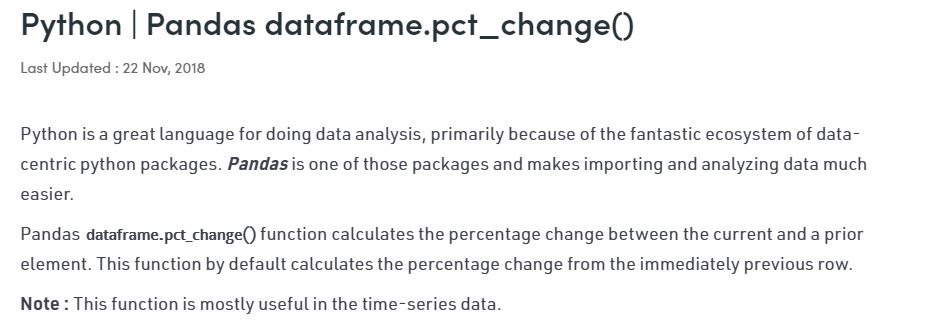 Python | Pandas dataframe.pct_change()
Last Updated : 22 Nov, 2018
Python is a great language for doing data analysis, primarily because of the fantastic ecosystem of data-
centric python packages. Pandas is one of those packages and makes importing and analyzing data much
easier.
Pandas dataframe.pct_change() function calculates the percentage change between the current and a prior
element. This function by default calculates the percentage change from the immediately previous row.
Note : This function is mostly useful in the time-series data.